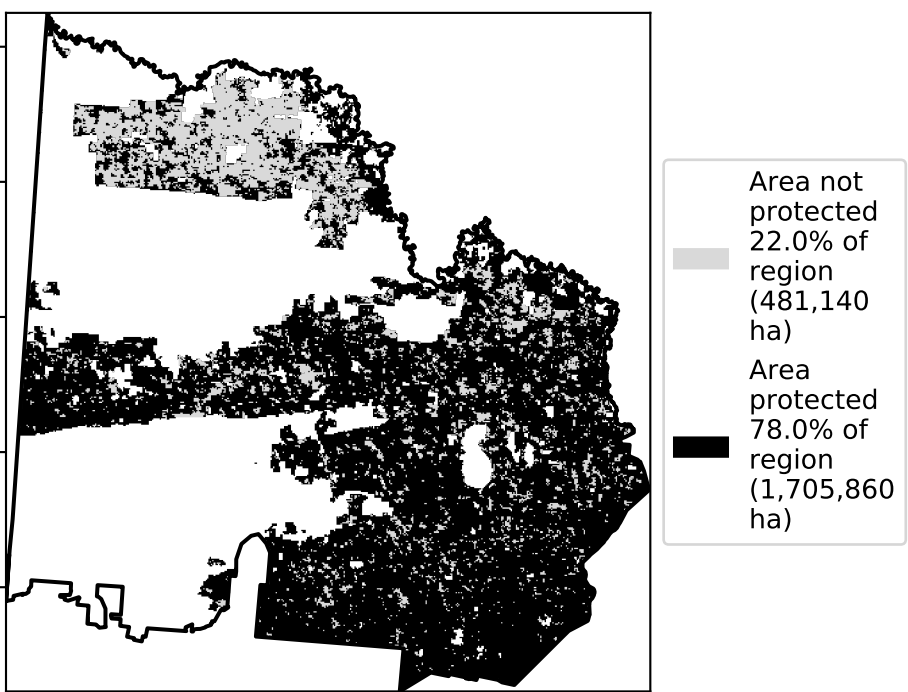 Area not
protected
22.0% of
region
(481,140
ha)
Area
protected
78.0% of
region
(1,705,860
ha)